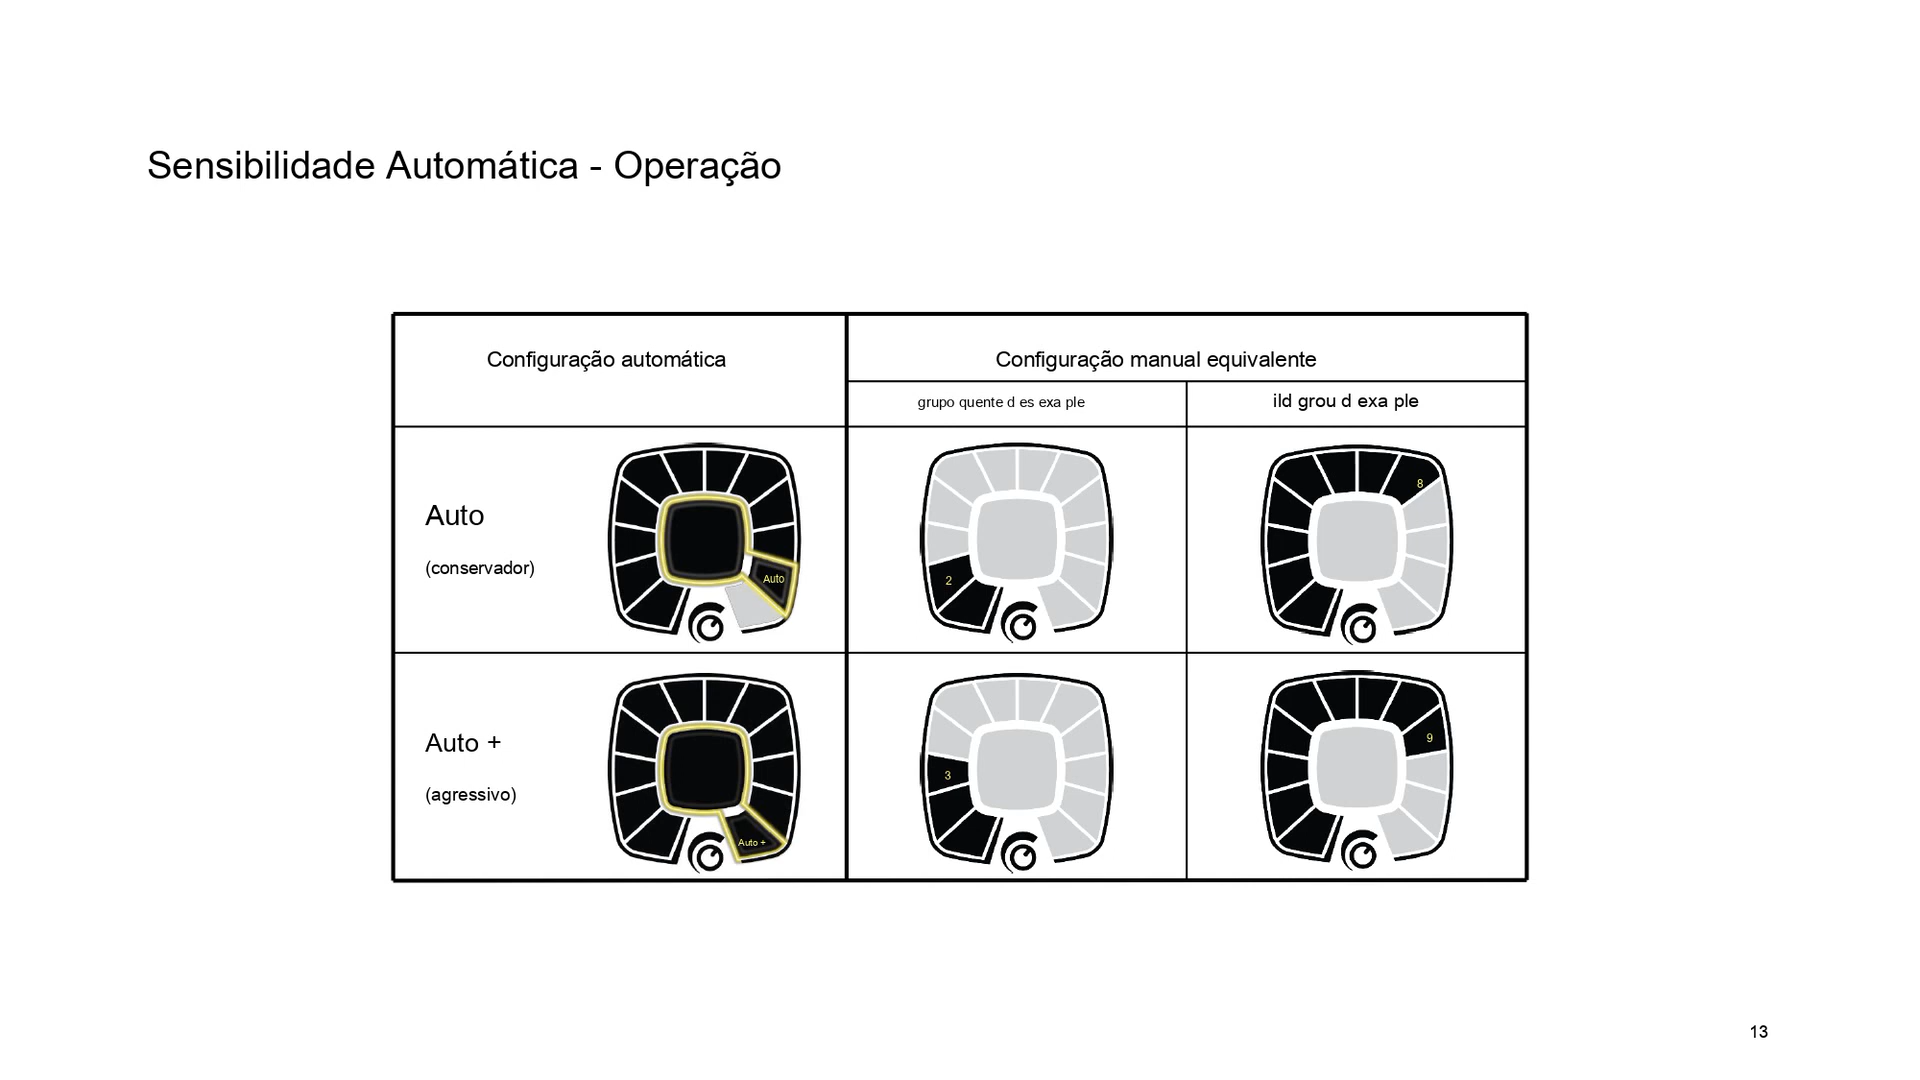 Sensibilidade Automática - Operação
Configuração automática
Configuração manual equivalente
grupo quente d es exa ple
ild grou d exa ple
Auto
(conservador)
Auto
2
8
Auto +
(agressivo)
Auto +
3
9
13